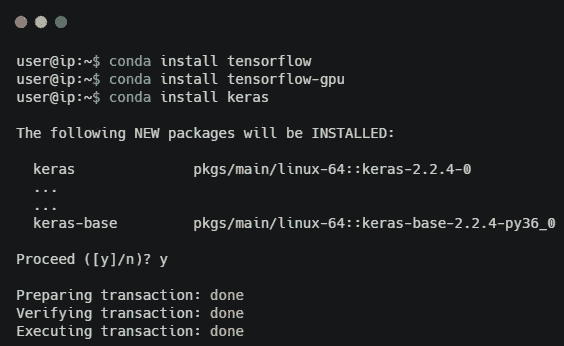 user@ip:~$ conda install tensorflow
user@ip:~$ conda install tensorflow-gpu
user@ip:~$ conda install keras
The following NEW packages will be INSTALLED:
keras pkgs/main/linux-64::keras-2.2.4-0
...
...
keras-base pkgs/main/linux-64::keras-base-2.2.4-py36_0
Proceed ([y]/n)? y
Preparing transaction: done
Verifying transaction: done
Executing transaction: done